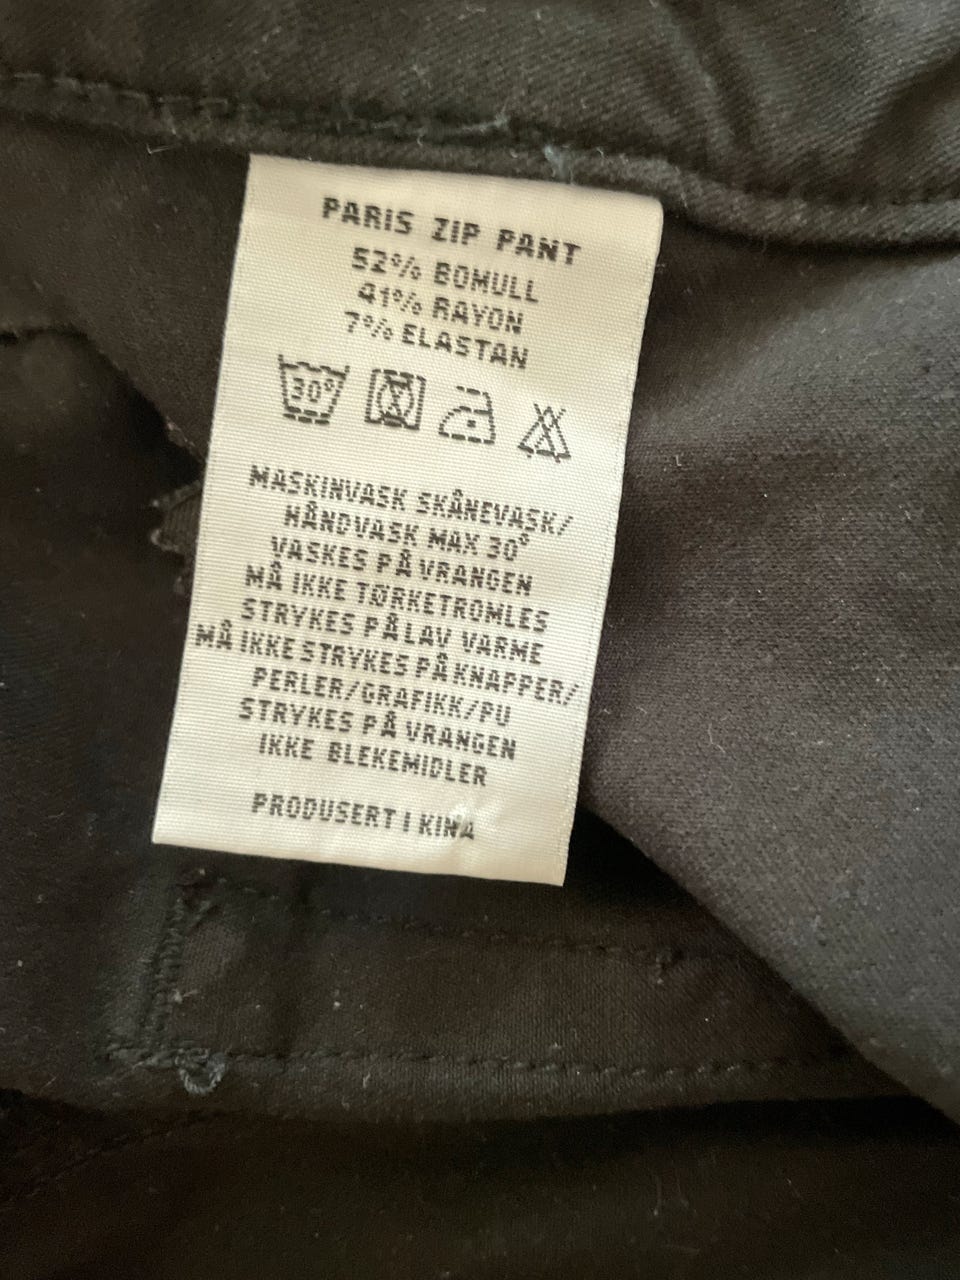 PARIS ZIP PANT
52% BOMULL
41% RAYON
7% ELASTAN
30°
MASKINVASK SKÅNEVASK/
HÅNDVASK MAX 30°
VASKES PÅ VRANGEN
MÅ IKKE TØRKETROMLES
STRYKES PÅ LAV VARME
MÅ IKKE STRYKES PÅ KNAPPER/
PERLER/GRAFIKK/PU
STRYKES PÅ VRANGEN
IKKE BLEKEMIDLER
PRODUSERT I KINA